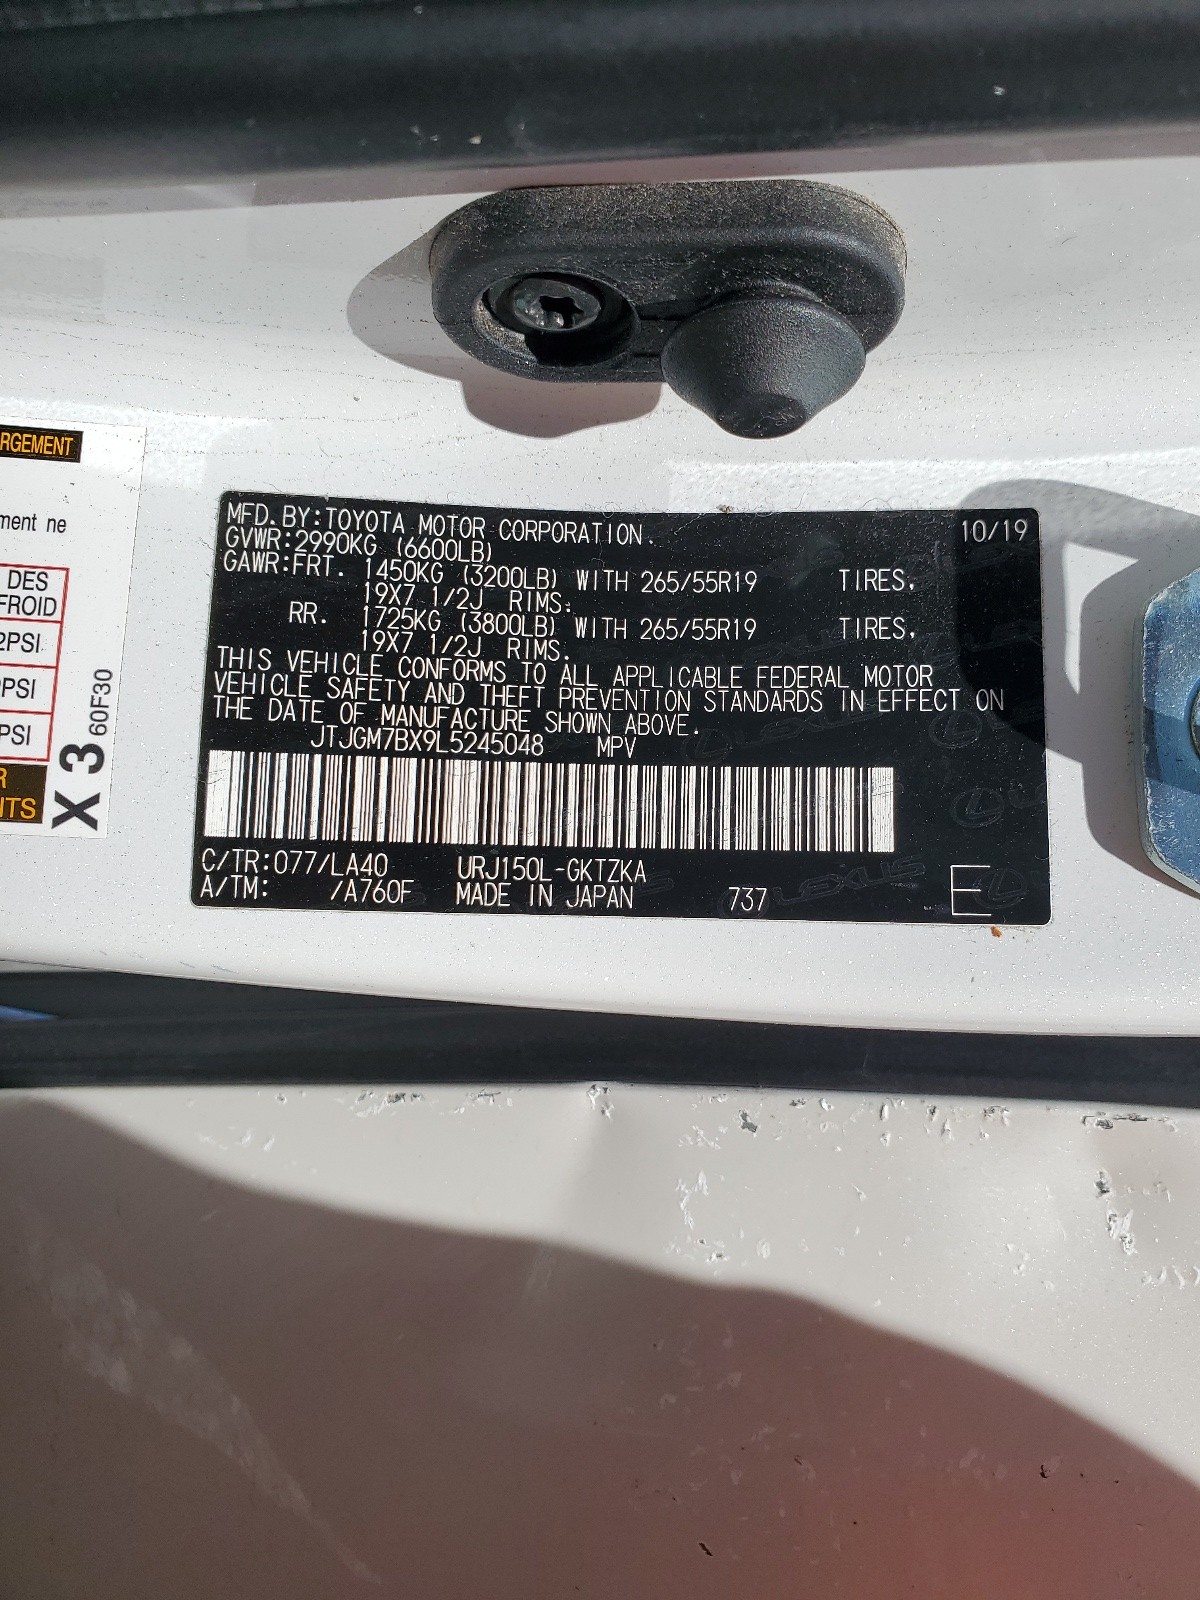 RGEMENT
ment ne
DES
FROID
2PSI
PSI
PSI
R
ITS
X 3 60F30
MFD. BY:TOYOTA MOTOR CORPORATION. 10/19
GVWR:2990KG (6600LB)
GAWR:FRT. 1450KG (3200LB) WITH 265/55R19 TIRES,
19X7 1/2J RIMS.
RR. 1725KG (3800LB) WITH 265/55R19 TIRES,
19X7 1/2J RIMS.
THIS VEHICLE CONFORMS TO ALL APPLICABLE FEDERAL MOTOR
VEHICLE SAFETY AND THEFT PREVENTION STANDARDS IN EFFECT ON
THE DATE OF MANUFACTURE SHOWN ABOVE.
JTJGM7BX9L5245048 MPV
C/TR:077/LA40 URJ150L-GKTZKA
A/TM: /A760F MADE IN JAPAN 737 E
LEXUS